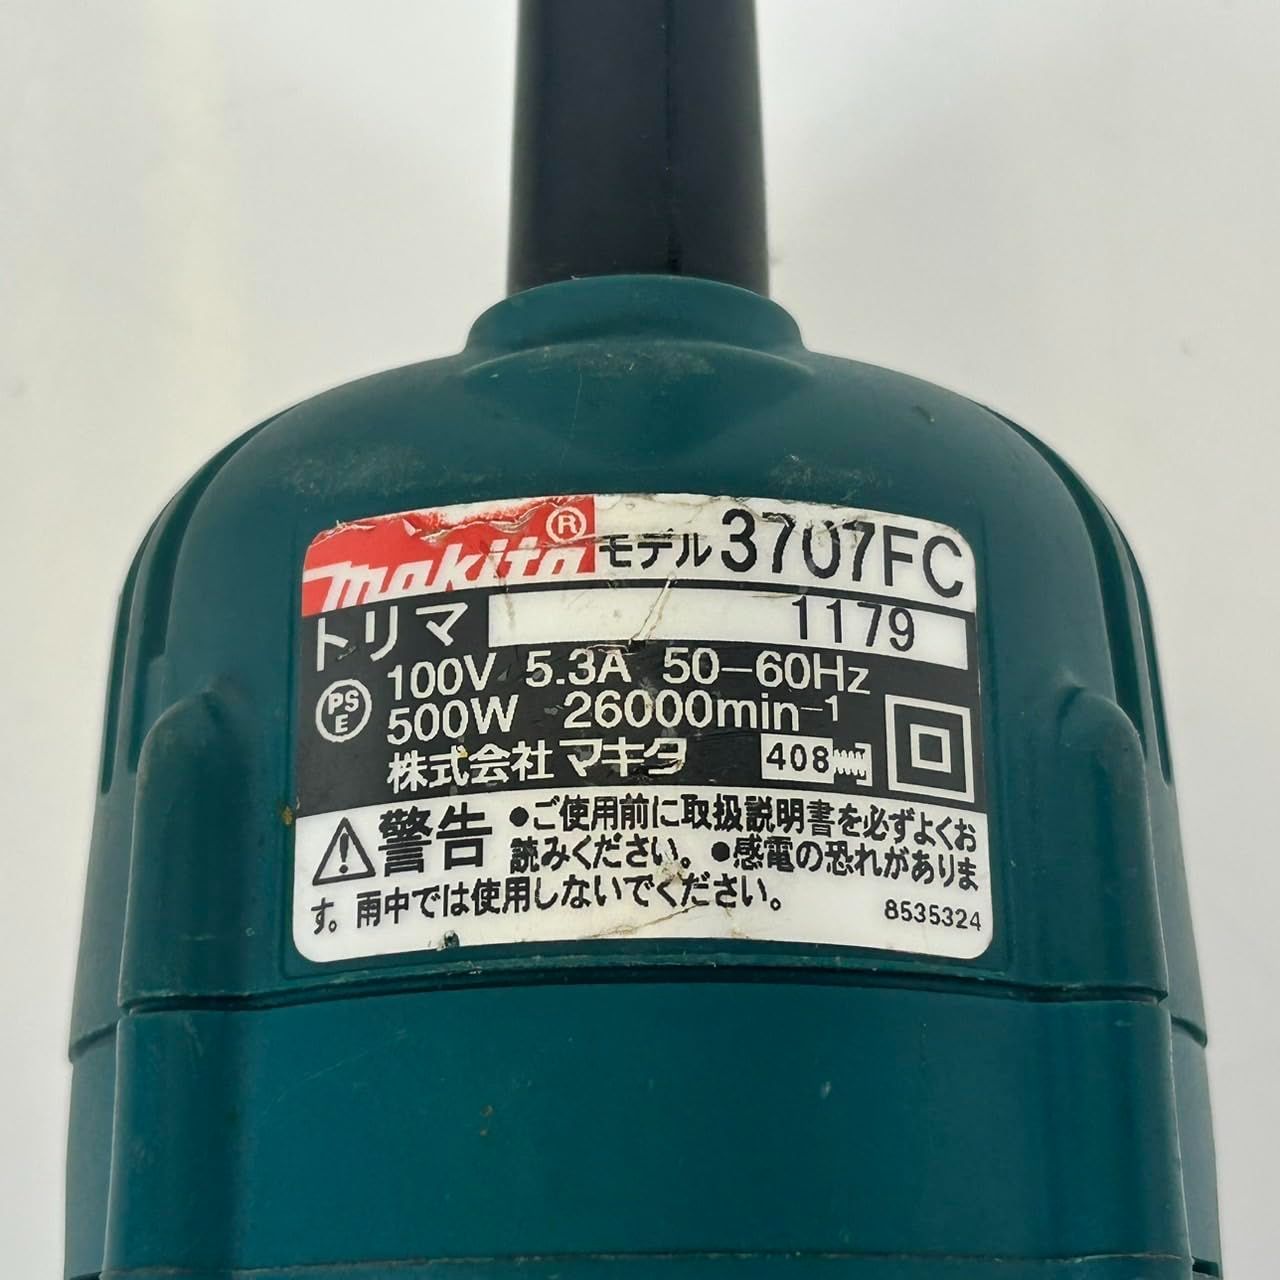 makita® モデル 3707FC
トリマ 1179
PSE 100V 5.3A 50-60Hz
500W 26000min⁻¹
株式会社マキタ 408
警告 •ご使用前に取扱説明書を必ずよくお
読みください。•感電の恐れがありま
す。雨中では使用しないでください。
8535324